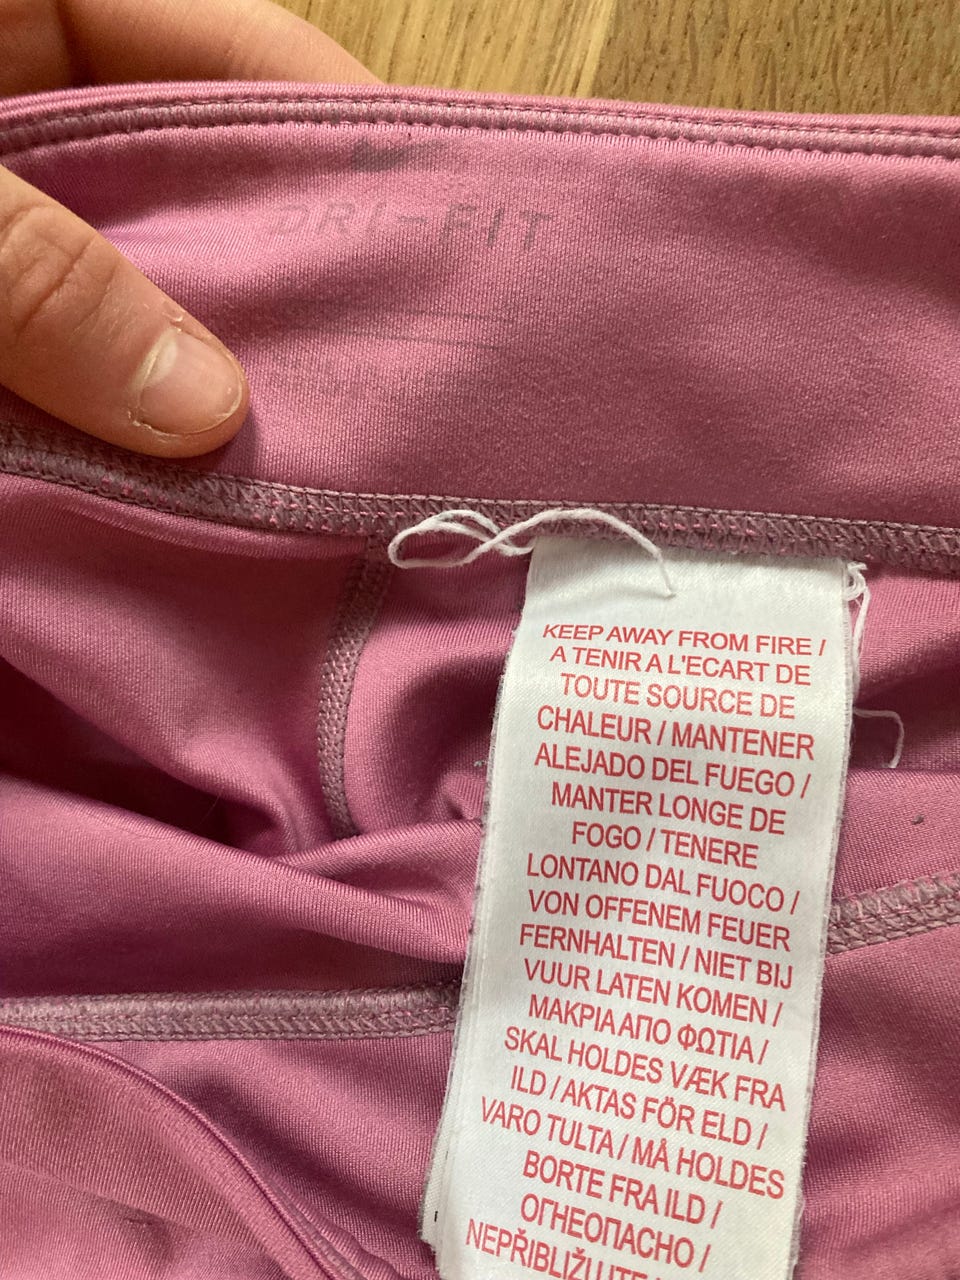 DRI-FIT
KEEP AWAY FROM FIRE /
A TENIR A L'ECART DE
TOUTE SOURCE DE
CHALEUR / MANTENER
ALEJADO DEL FUEGO /
MANTER LONGE DE
FOGO / TENERE
LONTANO DAL FUOCO /
VON OFFENEM FEUER
FERNHALTEN / NIET BIJ
VUUR LATEN KOMEN /
ΜΑΚΡΙΑ ΑΠΟ ΦΩΤΙΑ /
SKAL HOLDES VÆK FRA
ILD / AKTAS FÖR ELD /
VARO TULTA / MÅ HOLDES
BORTE FRA ILD /
ОГНЕОПАСНО /